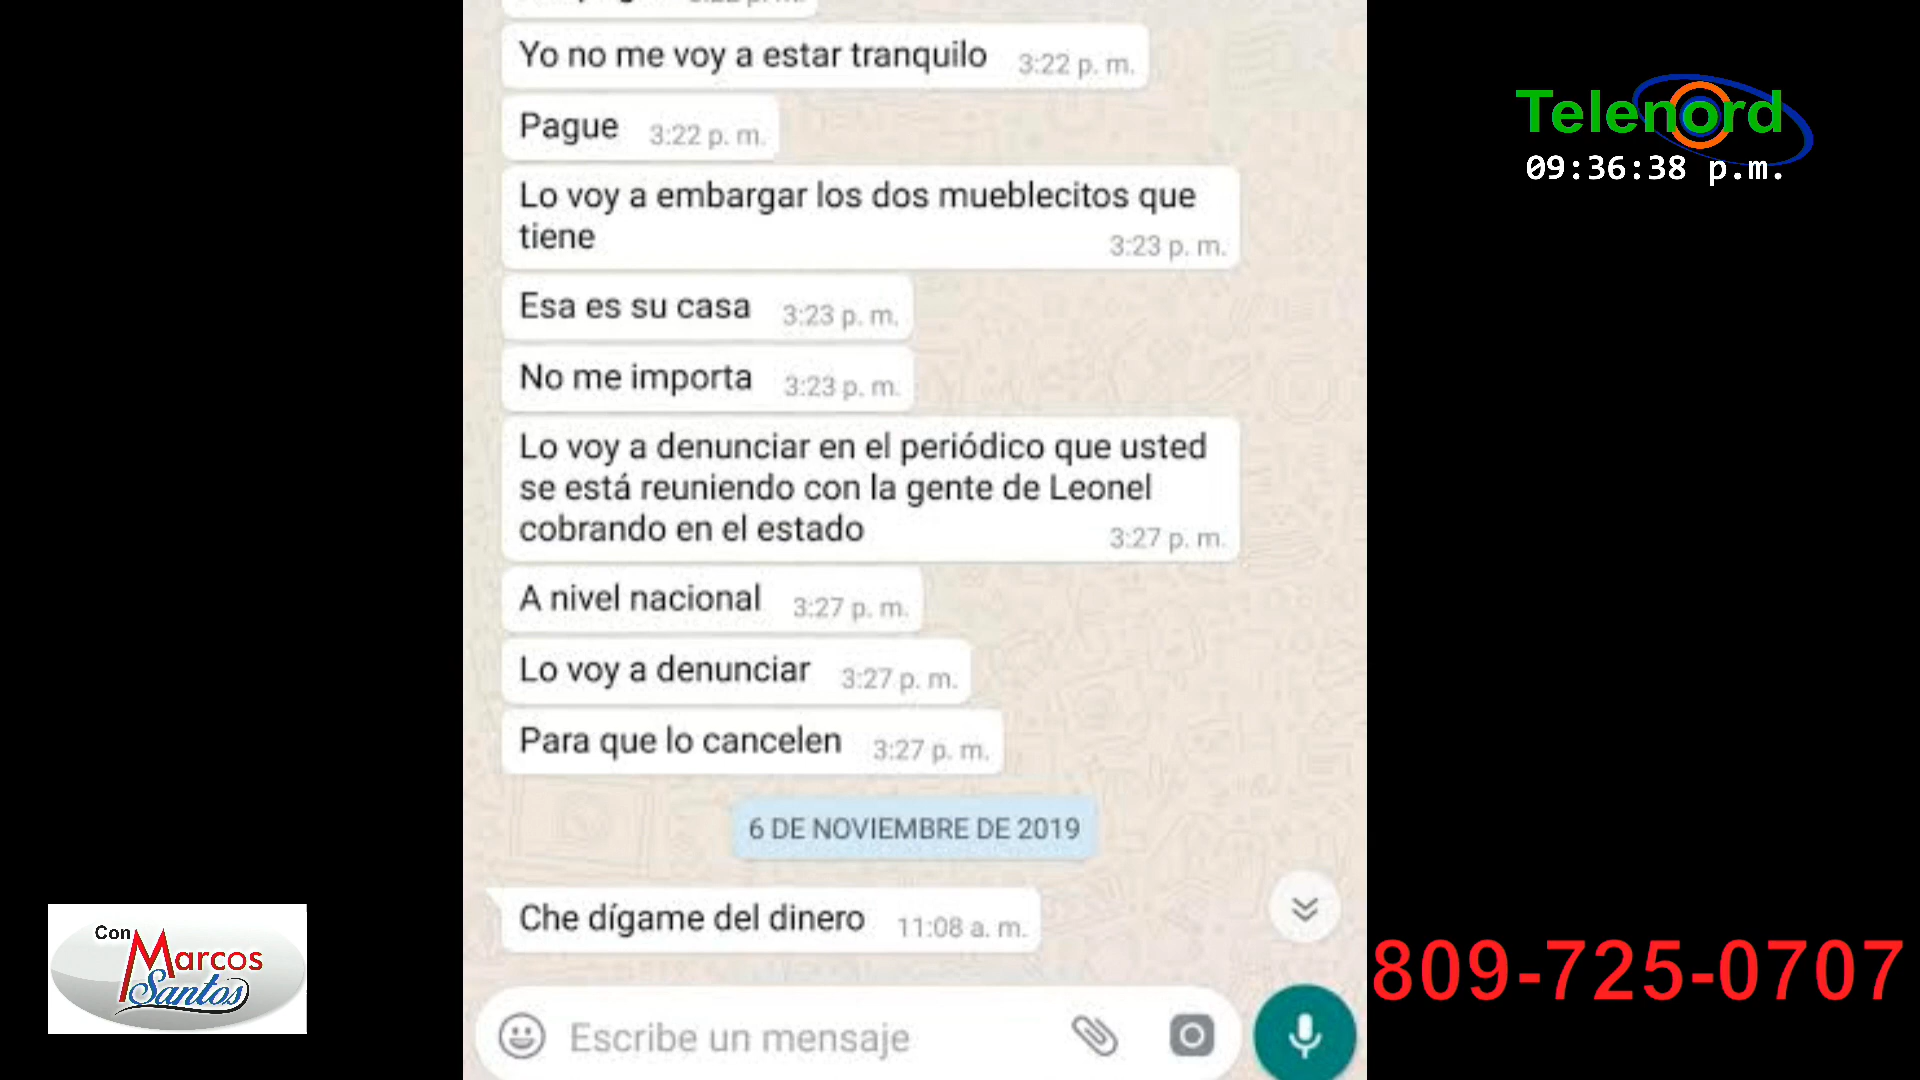 Yo no me voy a estar tranquilo 3:22 p. m.
Pague 3:22 p. m.
Lo voy a embargar los dos mueblecitos que
tiene 3:23 p. m.
Esa es su casa 3:23 p. m.
No me importa 3:23 p. m.
Lo voy a denunciar en el periódico que usted
se está reuniendo con la gente de Leonel
cobrando en el estado 3:27 p. m.
A nivel nacional 3:27 p. m.
Lo voy a denunciar 3:27 p. m.
Para que lo cancelen 3:27 p. m.
6 DE NOVIEMBRE DE 2019
Che dígame del dinero 11:08 a. m.
Escribe un mensaje
Telenord
09:36:38 p.m.
Con
Marcos
Santos
809-725-0707